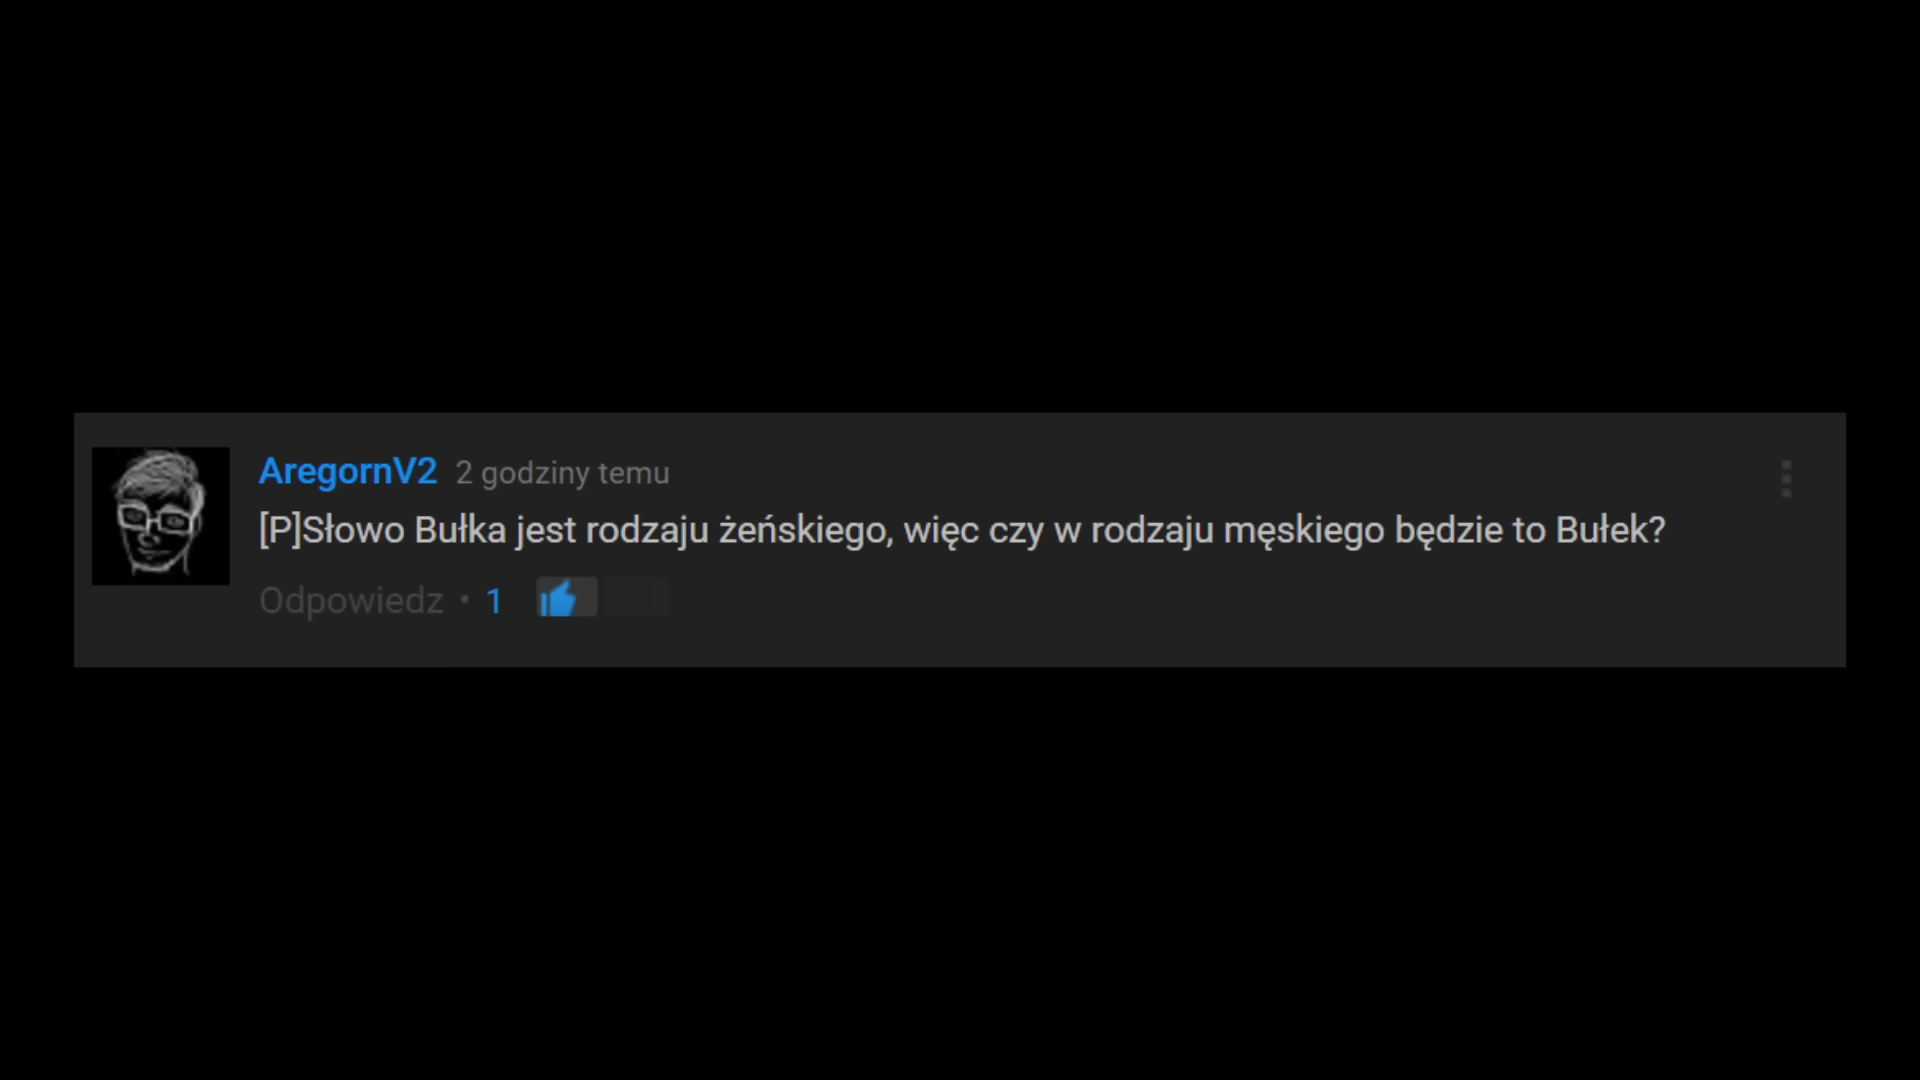 AregornV2 2 godziny temu
[P]Słowo Bułka jest rodzaju żeńskiego, więc czy w rodzaju męskiego będzie to Bułek?
Odpowiedz • 1